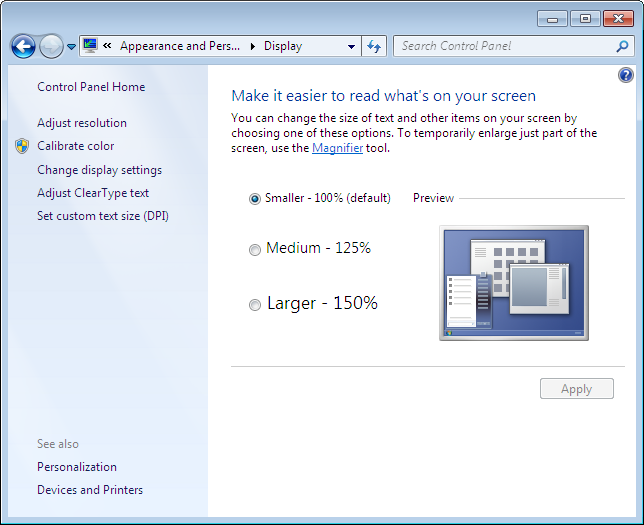 « Appearance and Pers... Display
Search Control Panel
Control Panel Home
Adjust resolution
Calibrate color
Change display settings
Adjust ClearType text
Set custom text size (DPI)
See also
Personalization
Devices and Printers
?
Make it easier to read what's on your screen
You can change the size of text and other items on your screen by
choosing one of these options. To temporarily enlarge just part of the
screen, use the Magnifier tool.
Smaller - 100% (default) Preview
Medium - 125%
Larger - 150%
Apply